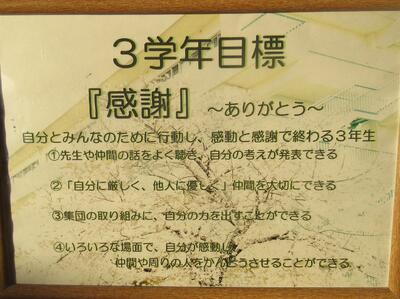 ３学年目標
『感謝』 ～ありがとう～
自分とみんなのために行動し、感動と感謝で終わる３年生
①先生や仲間の話をよく聴き、自分の考えが発表できる
②「自分に厳しく、他人に優しく」仲間を大切にできる
③集団の取り組みに、自分の力を出すことができる
④いろいろな場面で、自分が感動し、
仲間や周りの人をかんどうさせることができる